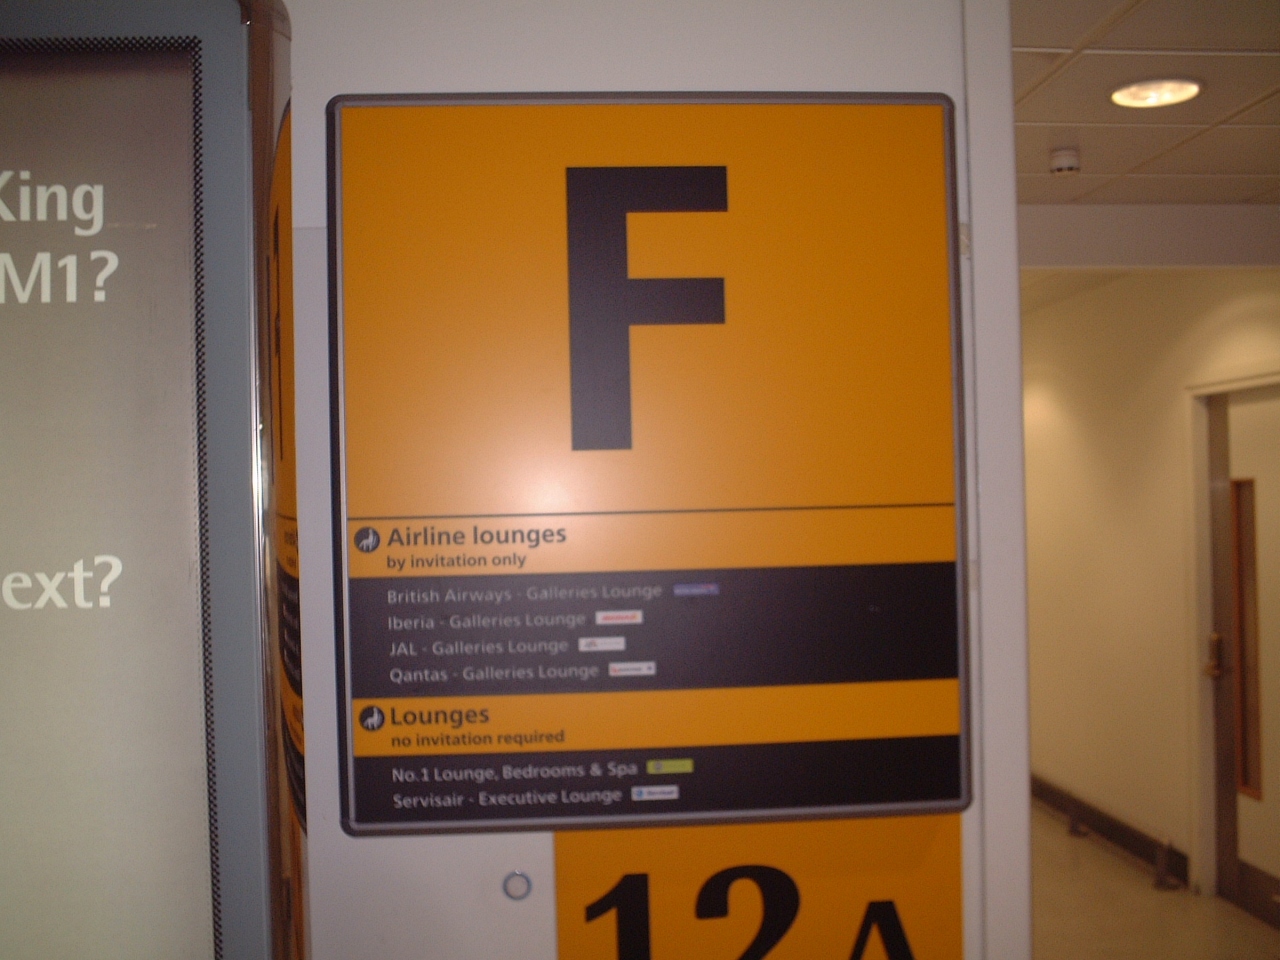 King
M1?
ext?
F
Airline lounges
by invitation only
British Airways - Galleries Lounge
Iberia - Galleries Lounge
JAL - Galleries Lounge
Qantas - Galleries Lounge
Lounges
no invitation required
No.1 Lounge, Bedrooms & Spa
Servisair - Executive Lounge
12A